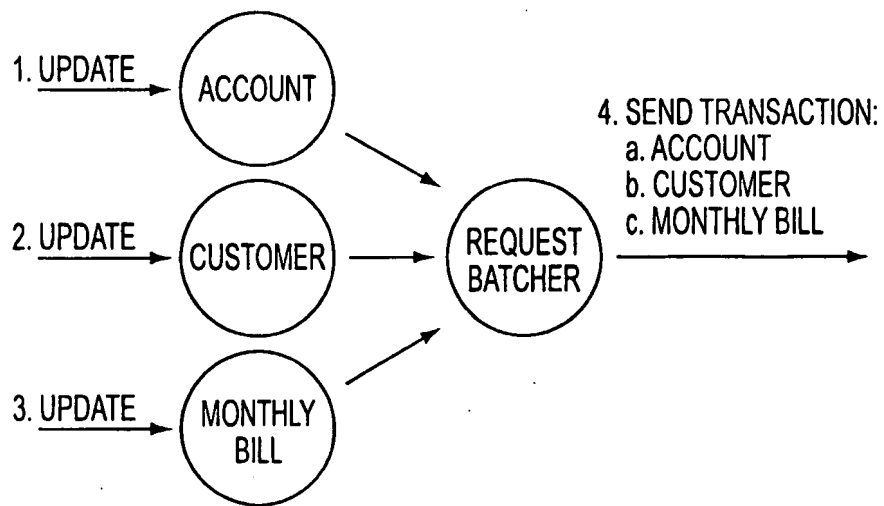 1. UPDATE
ACCOUNT
2. UPDATE
CUSTOMER
3. UPDATE
MONTHLY
BILL
REQUEST
BATCHER
4. SEND TRANSACTION:
a. ACCOUNT
b. CUSTOMER
c. MONTHLY BILL